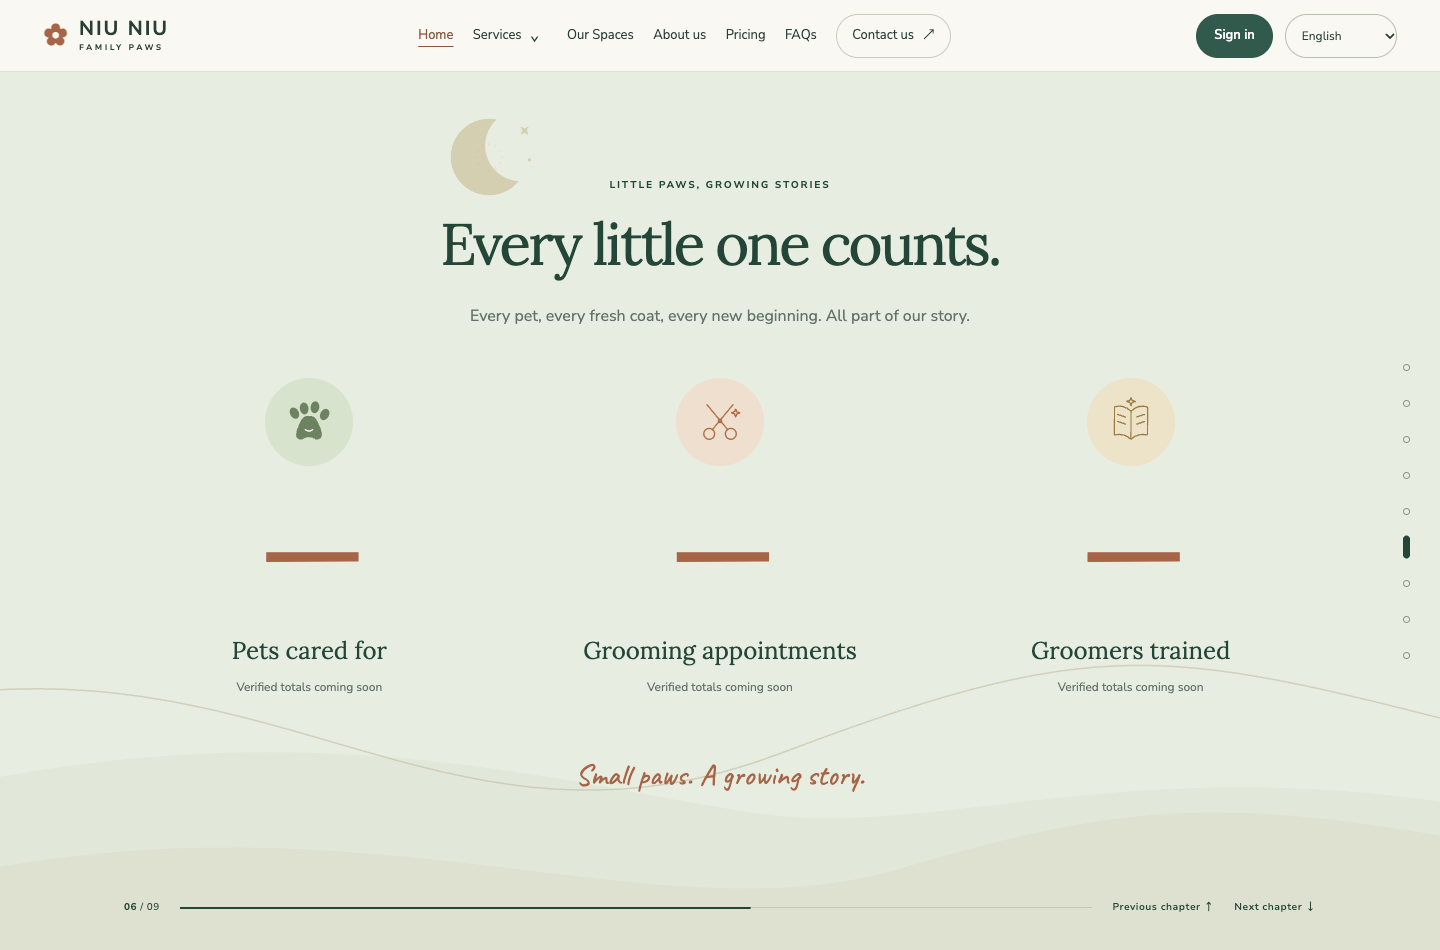 NIU NIU
FAMILY PAWS
Home
Services
Our Spaces
About us
Pricing
FAQs
Contact us ↗
Sign in
English
LITTLE PAWS, GROWING STORIES
Every little one counts.
Every pet, every fresh coat, every new beginning. All part of our story.
Pets cared for
Verified totals coming soon
Grooming appointments
Verified totals coming soon
Groomers trained
Verified totals coming soon
Small paws. A growing story.
06 / 09
Previous chapter ↑
Next chapter ↓